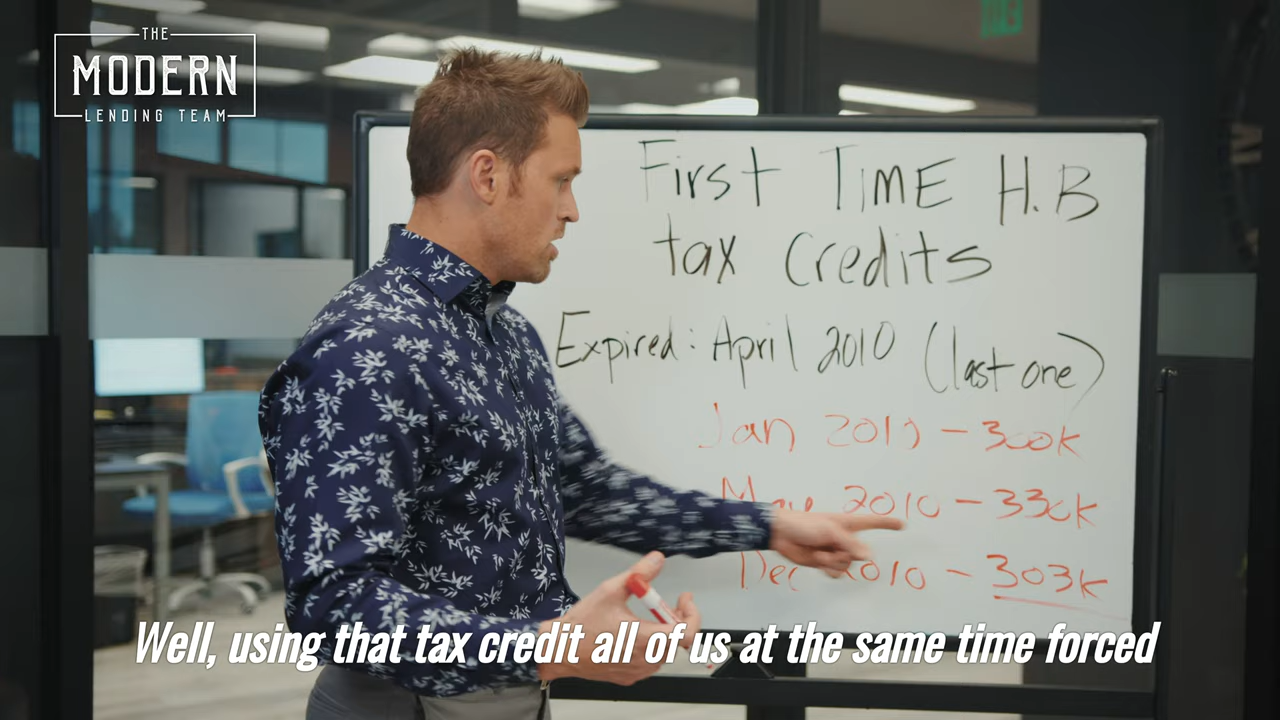 THE
MODERN
LENDING TEAM
First TIME H.B
tax credits
Expired: April 2010 (last one)
Jan 2010 - 300k
2010 - 330k
Dec 2010 - 303k
Well, using that tax credit all of us at the same time forced